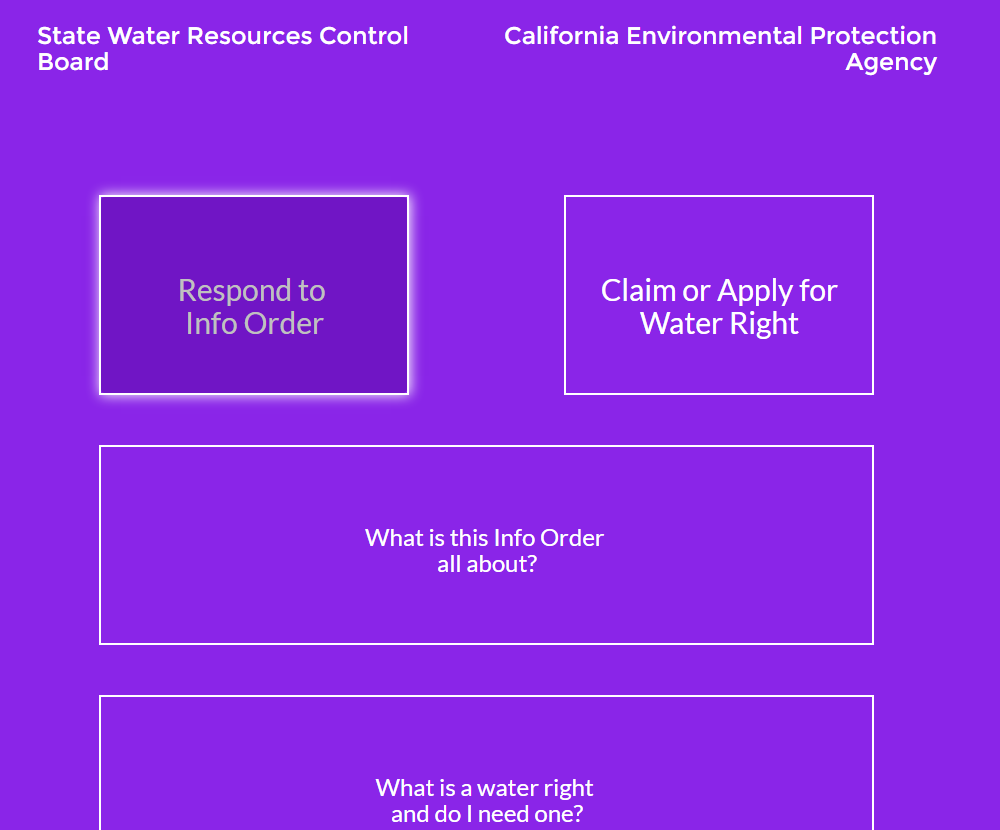 State Water Resources Control
Board
California Environmental Protection
Agency
Respond to
Info Order
Claim or Apply for
Water Right
What is this Info Order
all about?
What is a water right
and do I need one?